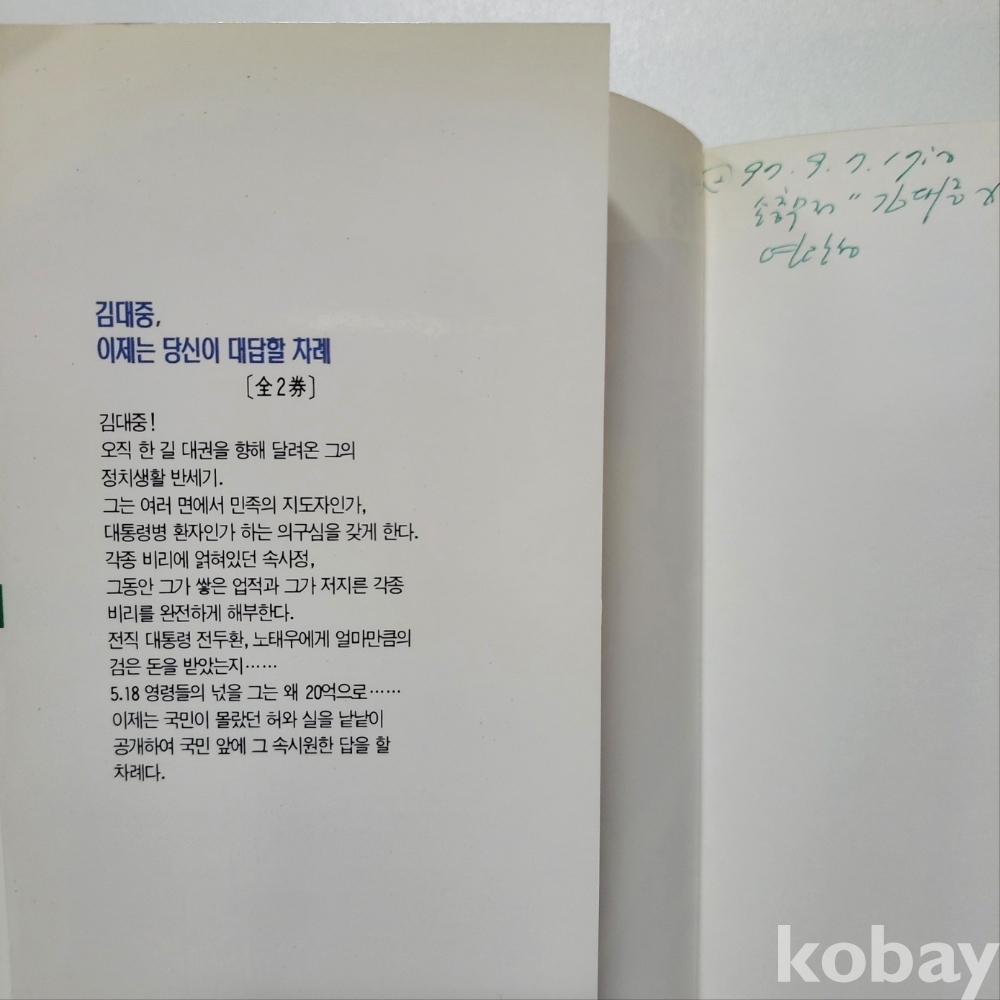 김대중,
이제는 당신이 대답할 차례
〔全2券〕
김대중!
오직 한 길 대권을 향해 달려온 그의
정치생활 반세기.
그는 여러 면에서 민족의 지도자인가,
대통령병 환자인가 하는 의구심을 갖게 한다.
각종 비리에 얽혀있던 속사정,
그동안 그가 쌓은 업적과 그가 저지른 각종
비리를 완전하게 해부한다.
전직 대통령 전두환, 노태우에게 얼마만큼의
검은 돈을 받았는지……
5.18 영령들의 넋을 그는 왜 20억으로……
이제는 국민이 몰랐던 허와 실을 낱낱이
공개하여 국민 앞에 그 속시원한 답을 할
차례다.
97. 9. 7.
손충무의 "김대중 X
kobay